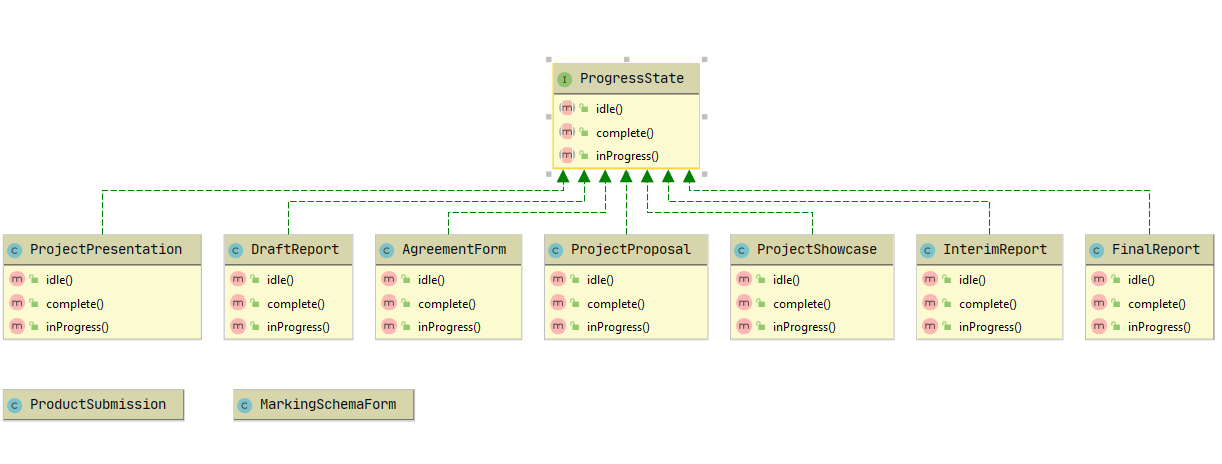 I ProgressState
m idle()
m complete()
m inProgress()
C ProjectPresentation
m idle()
m complete()
m inProgress()
C DraftReport
m idle()
m complete()
m inProgress()
C AgreementForm
m idle()
m complete()
m inProgress()
C ProjectProposal
m idle()
m complete()
m inProgress()
C ProjectShowcase
m idle()
m complete()
m inProgress()
C InterimReport
m idle()
m complete()
m inProgress()
C FinalReport
m idle()
m complete()
m inProgress()
C ProductSubmission
C MarkingSchemaForm